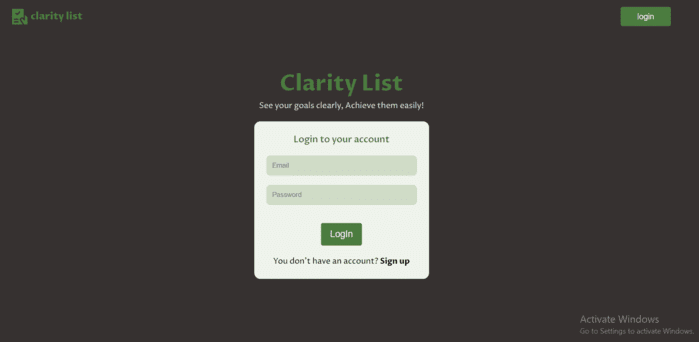 clarity list
login
Clarity List
See your goals clearly, Achieve them easily!
Login to your account
Email
Password
LogIn
You don't have an account? Sign up
Activate Windows
Go to Settings to activate Windows.